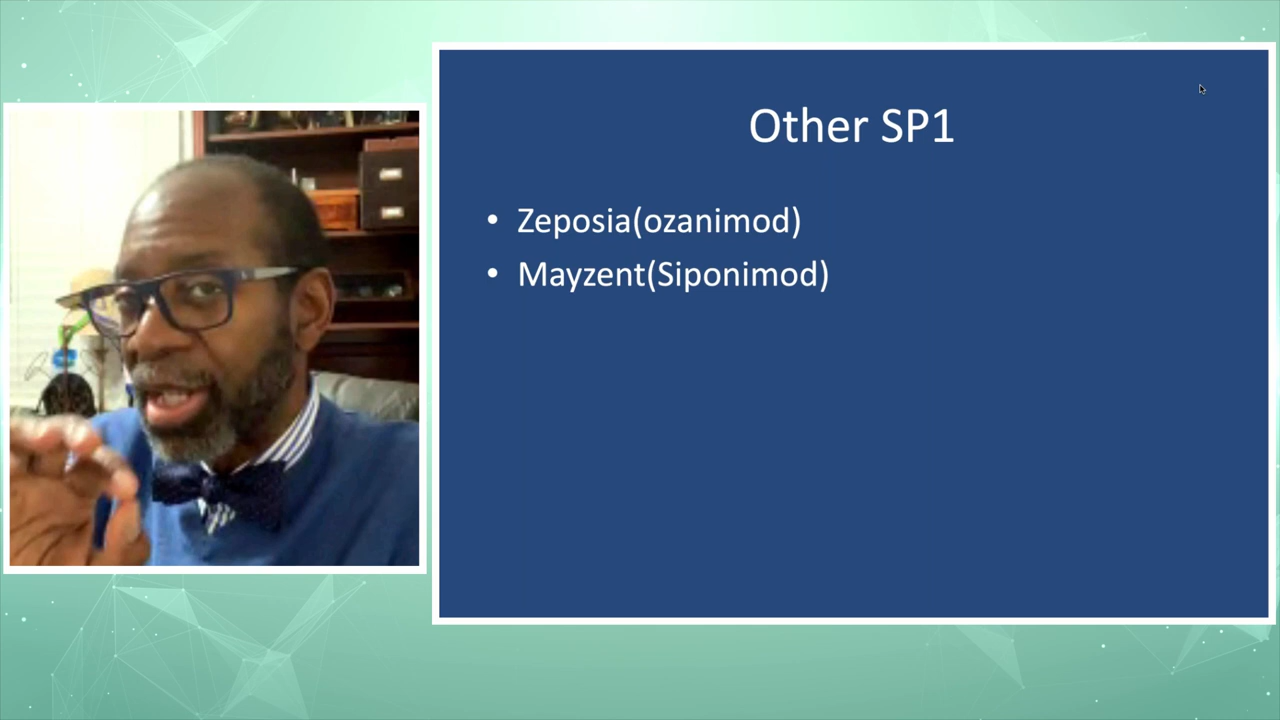 Other SP1
• Zeposia(ozanimod)
• Mayzent(Siponimod)